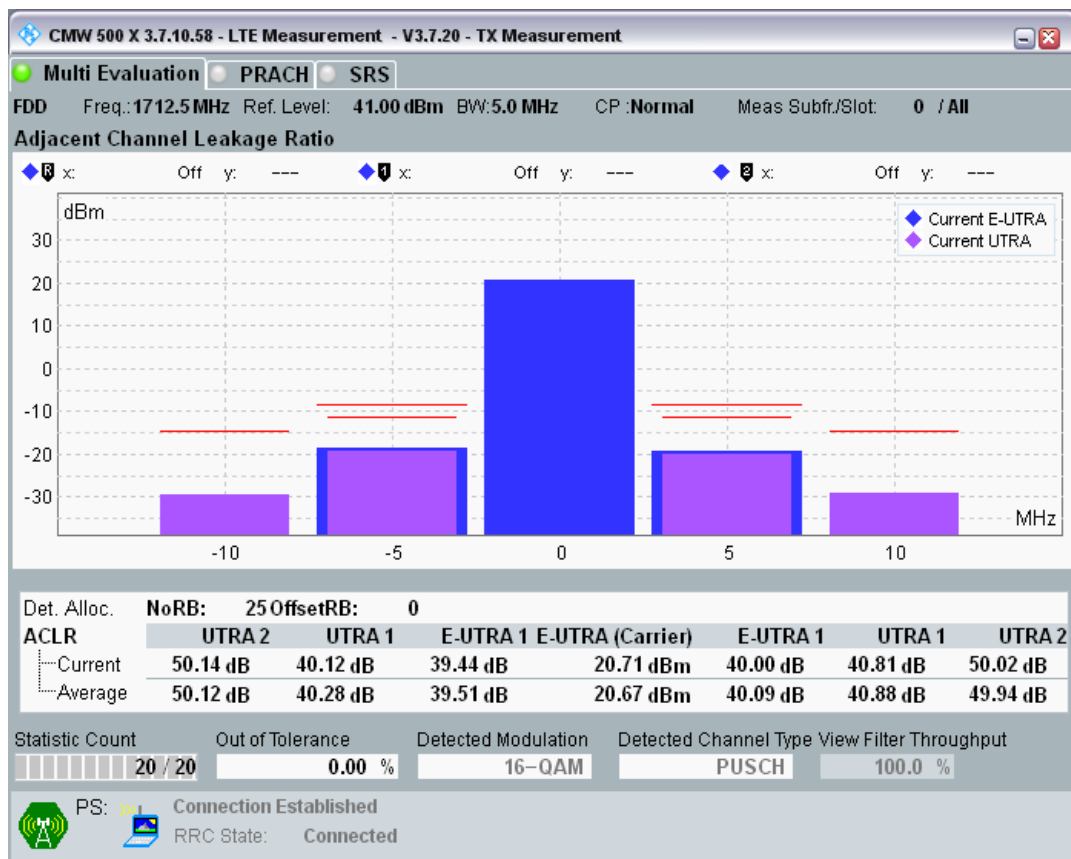 CMW 500 X 3.7.10.58 - LTE Measurement - V3.7.20 - TX Measurement
Multi Evaluation PRACH SRS
FDD Freq.: 1712.5 MHz Ref. Level: 41.00 dBm BW: 5.0 MHz CP : Normal Meas Subfr./Slot: 0 / All
Adjacent Channel Leakage Ratio
R x: Off y: --- 1 x: Off y: --- 2 x: Off y: ---
dBm
Current E-UTRA
Current UTRA
30
20
10
0
-10
-20
-30
MHz
-10 -5 0 5 10
Det. Alloc. NoRB: 25 OffsetRB: 0
ACLR UTRA 2 UTRA 1 E-UTRA 1 E-UTRA (Carrier) E-UTRA 1 UTRA 1 UTRA 2
Current 50.14 dB 40.12 dB 39.44 dB 20.71 dBm 40.00 dB 40.81 dB 50.02 dB
Average 50.12 dB 40.28 dB 39.51 dB 20.67 dBm 40.09 dB 40.88 dB 49.94 dB
Statistic Count Out of Tolerance Detected Modulation Detected Channel Type View Filter Throughput
20 / 20 0.00 % 16-QAM PUSCH 100.0 %
PS: Connection Established
RRC State: Connected